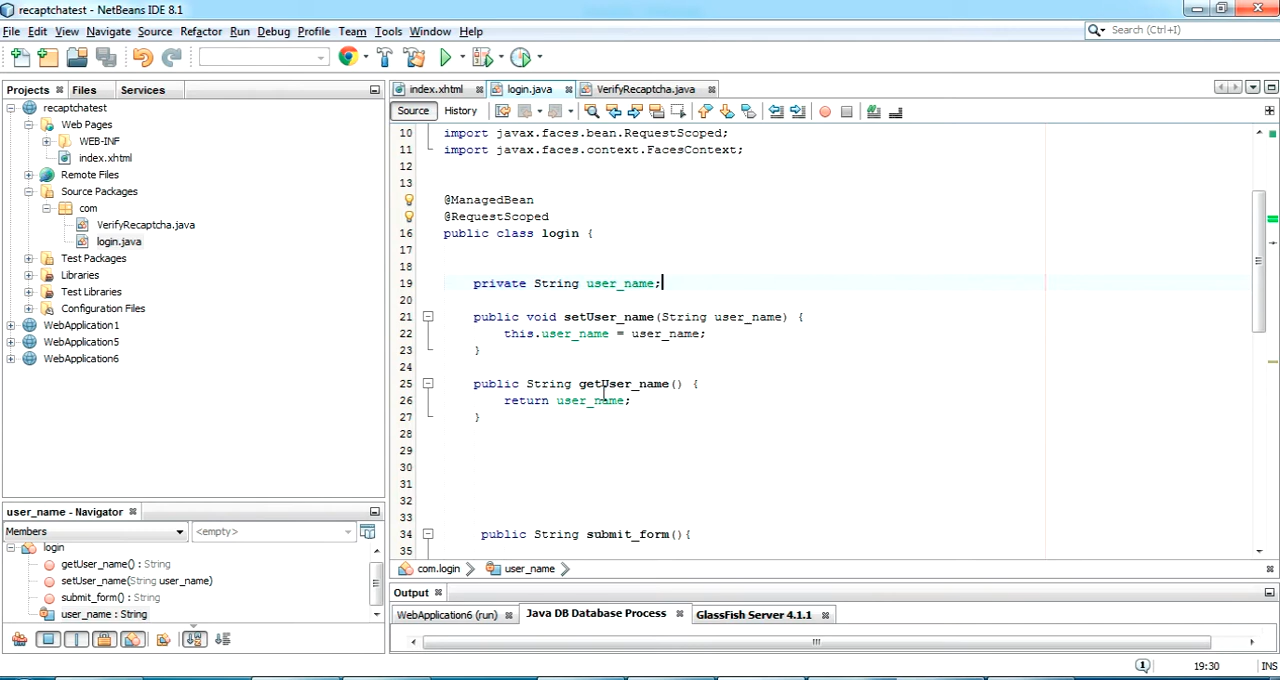 recaptchatest - NetBeans IDE 8.1
File Edit View Navigate Source Refactor Run Debug Profile Team Tools Window Help
Search (Ctrl+I)
Projects Files Services
recaptchatest
Web Pages
WEB-INF
index.xhtml
Remote Files
Source Packages
com
VerifyRecaptcha.java
login.java
Test Packages
Libraries
Test Libraries
Configuration Files
WebApplication1
WebApplication5
WebApplication6
user_name - Navigator
Members <empty>
login
getUser_name() : String
setUser_name(String user_name)
submit_form() : String
user_name : String
index.xhtml login.java VerifyRecaptcha.java
Source History
10 import javax.faces.bean.RequestScoped;
11 import javax.faces.context.FacesContext;
12
13
@ManagedBean
@RequestScoped
16 public class login {
17
18
19 private String user_name;
20
21 public void setUser_name(String user_name) {
22 this.user_name = user_name;
23 }
24
25 public String getUser_name() {
26 return user_name;
27 }
28
29
30
31
32
33
34 public String submit_form(){
35
com.login user_name
Output
WebApplication6 (run) Java DB Database Process GlassFish Server 4.1.1
1 19:30 INS